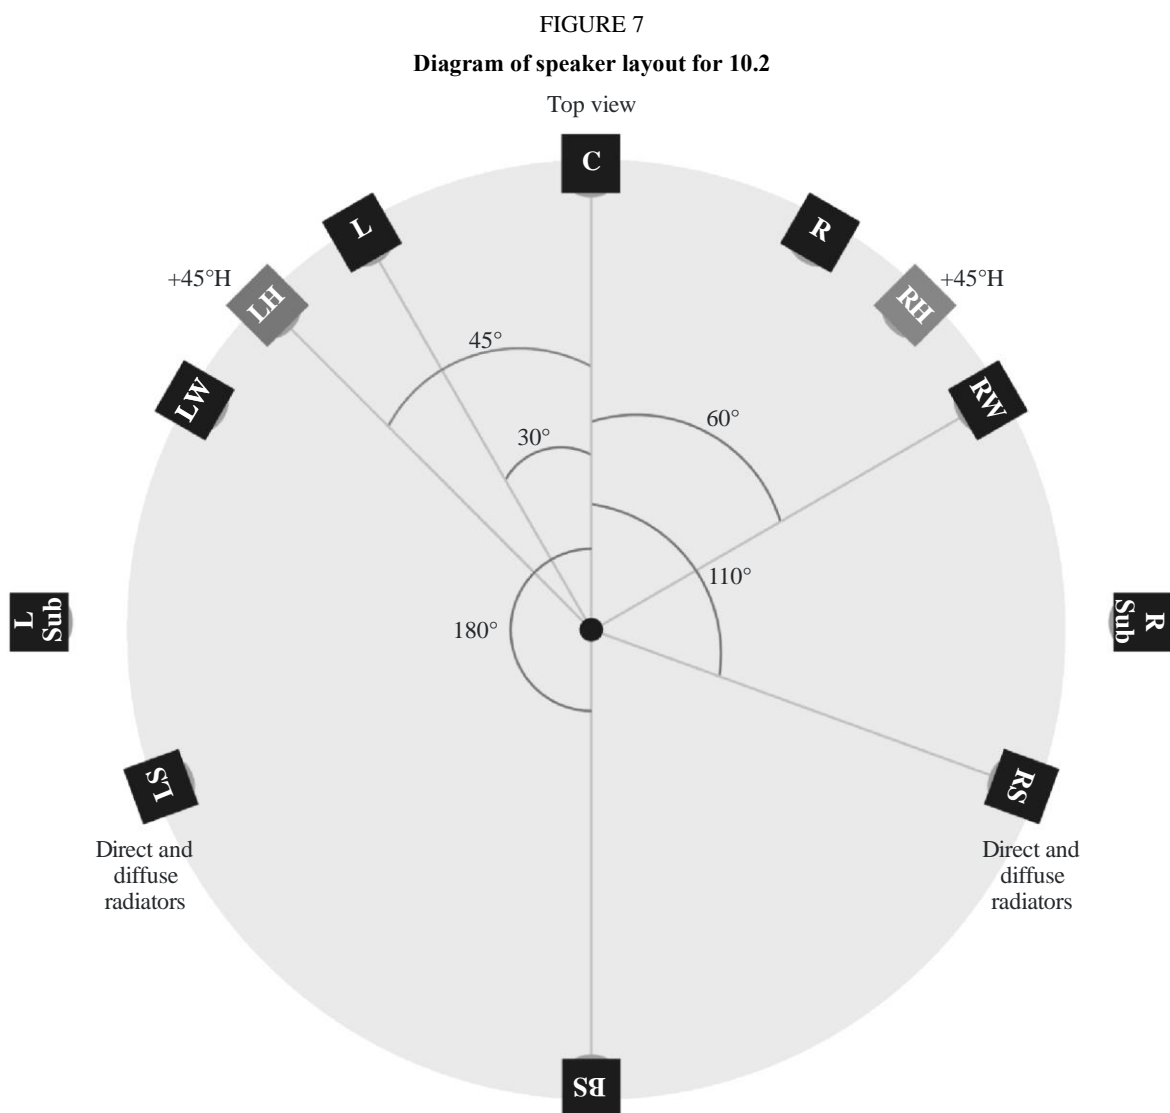 FIGURE 7
Diagram of speaker layout for 10.2
Top view
C
L
R
+45°H
LH
RH
+45°H
45°
LW
RW
60°
30°
110°
180°
L
Sub
R
Sub
LS
RS
Direct and
diffuse
radiators
Direct and
diffuse
radiators
BS